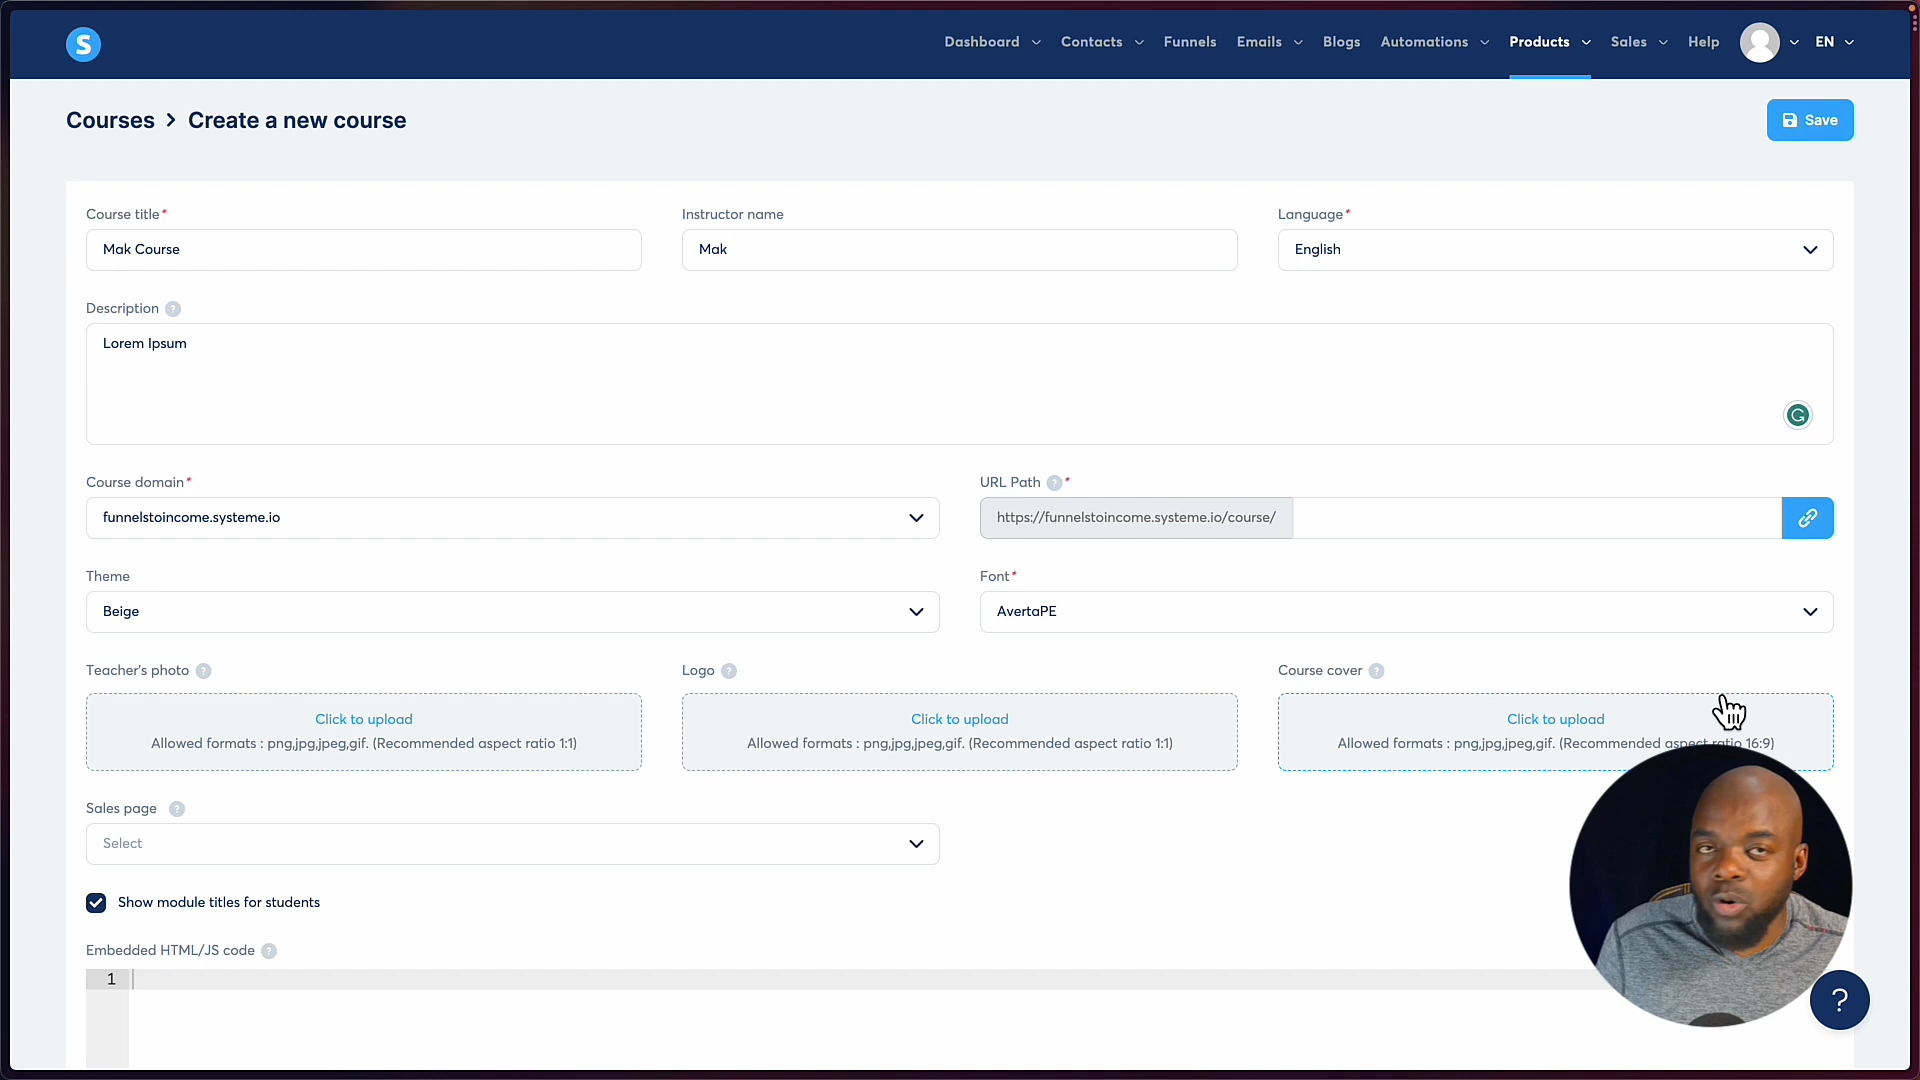 S
Dashboard Contacts Funnels Emails Blogs Automations Products Sales Help EN
Courses > Create a new course
Save
Course title* Instructor name Language*
Mak Course Mak English
Description ?
Lorem Ipsum
Course domain* URL Path ?*
funnelstoincome.systeme.io https://funnelstoincome.systeme.io/course/
Theme Font*
Beige AvertaPE
Teacher's photo ? Logo ? Course cover ?
Click to upload Click to upload Click to upload
Allowed formats : png,jpg,jpeg,gif. (Recommended aspect ratio 1:1) Allowed formats : png,jpg,jpeg,gif. (Recommended aspect ratio 1:1) Allowed formats : png,jpg,jpeg,gif. (Recommended aspect ratio 16:9)
Sales page ?
Select
Show module titles for students
Embedded HTML/JS code ?
1
?